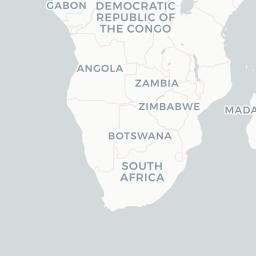 GABON
DEMOCRATIC
REPUBLIC OF
THE CONGO
ANGOLA
ZAMBIA
ZIMBABWE
MADA
BOTSWANA
SOUTH
AFRICA